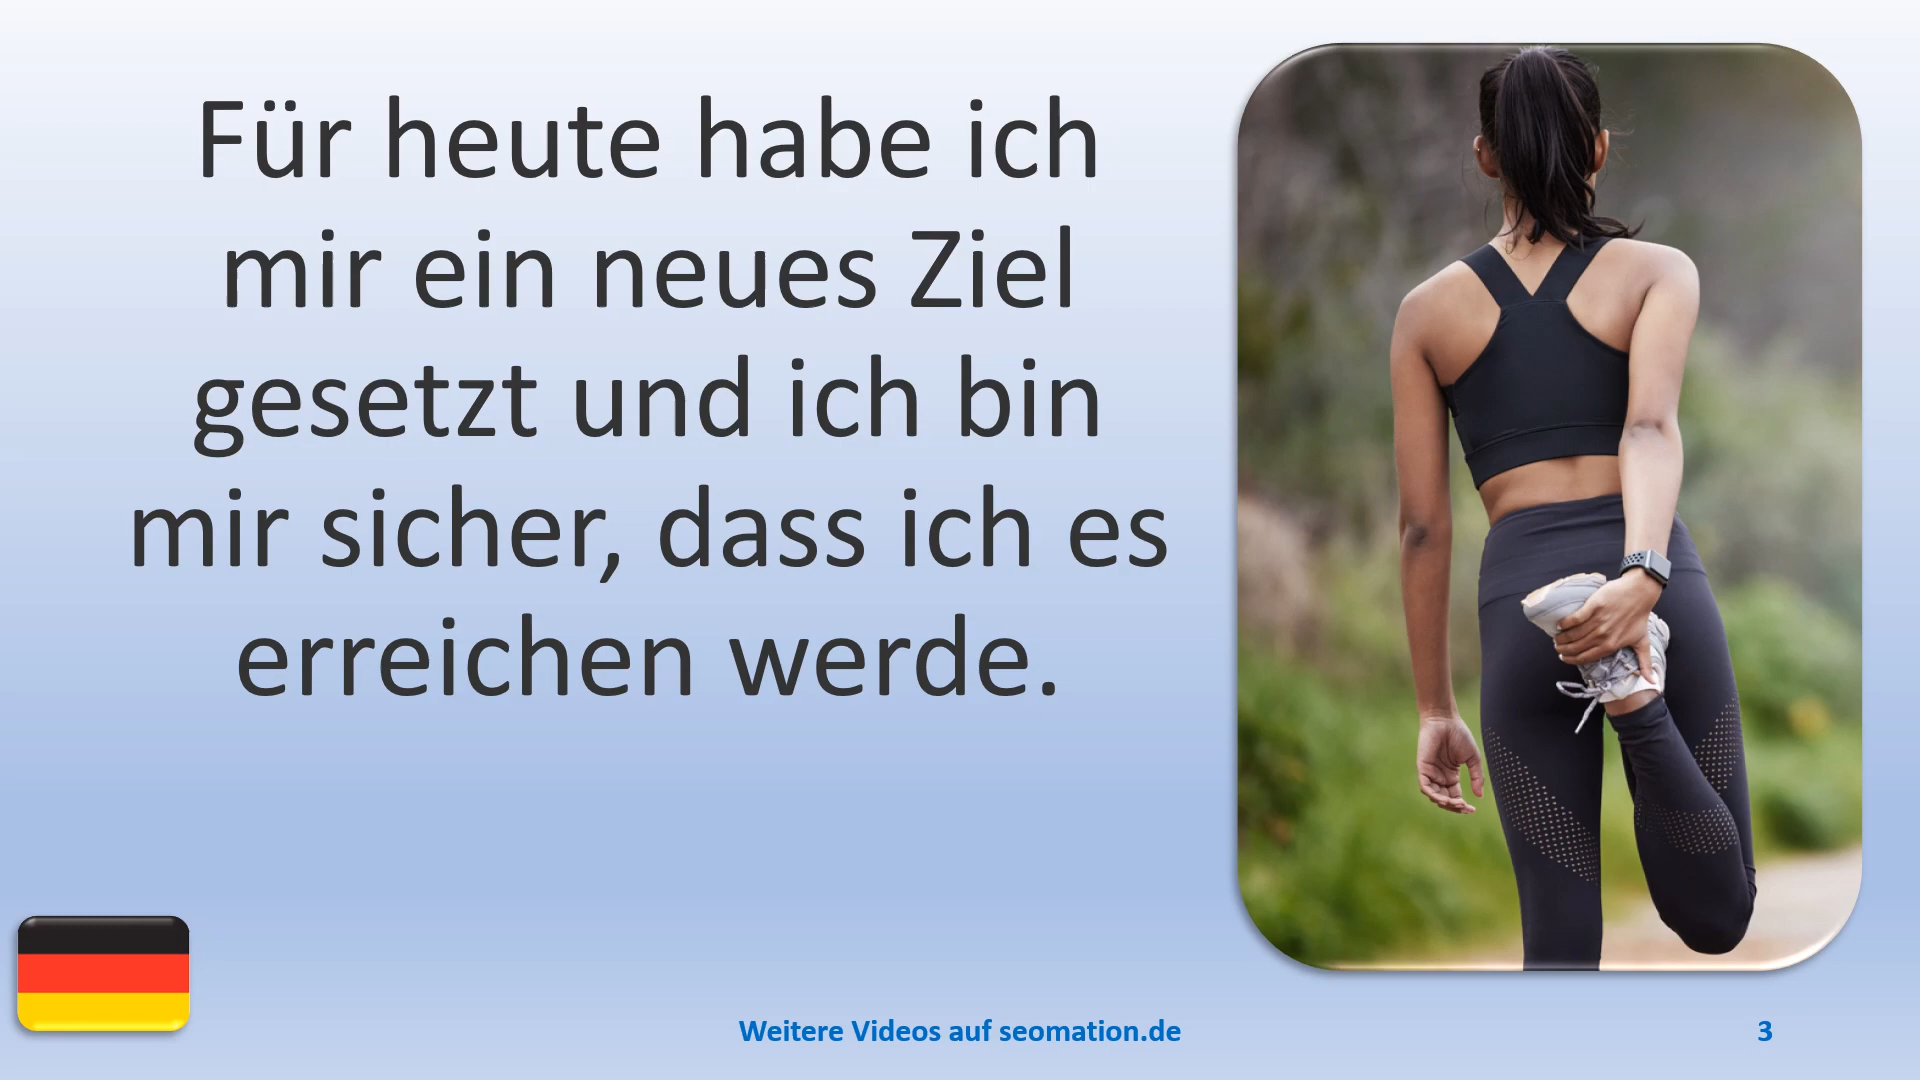 Für heute habe ich
mir ein neues Ziel
gesetzt und ich bin
mir sicher, dass ich es
erreichen werde.
Weitere Videos auf seomation.de
3